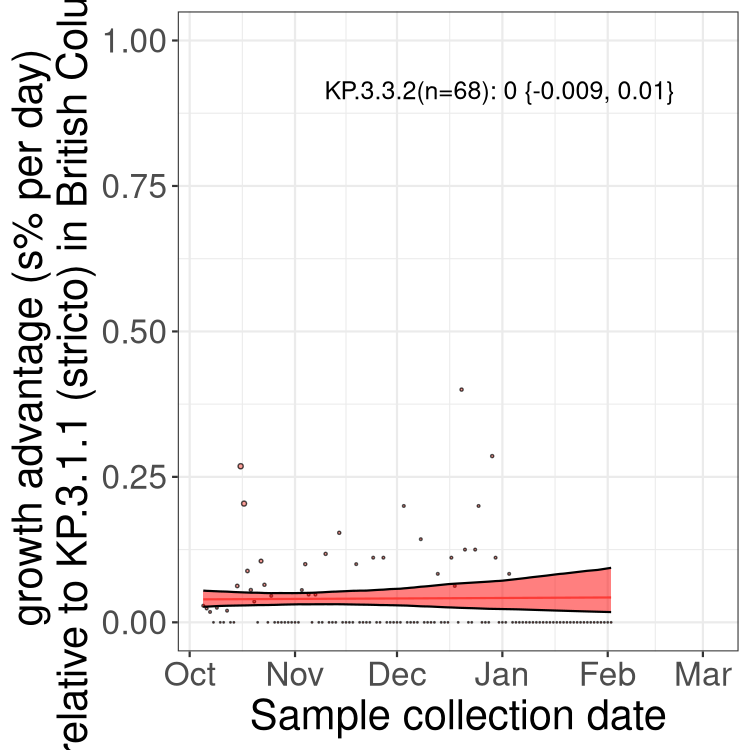 growth advantage (s% per day)
relative to KP.3.1.1 (stricto) in British Colu
1.00
0.75
0.50
0.25
0.00
KP.3.3.2(n=68): 0 {-0.009, 0.01}
Oct Nov Dec Jan Feb Mar
Sample collection date